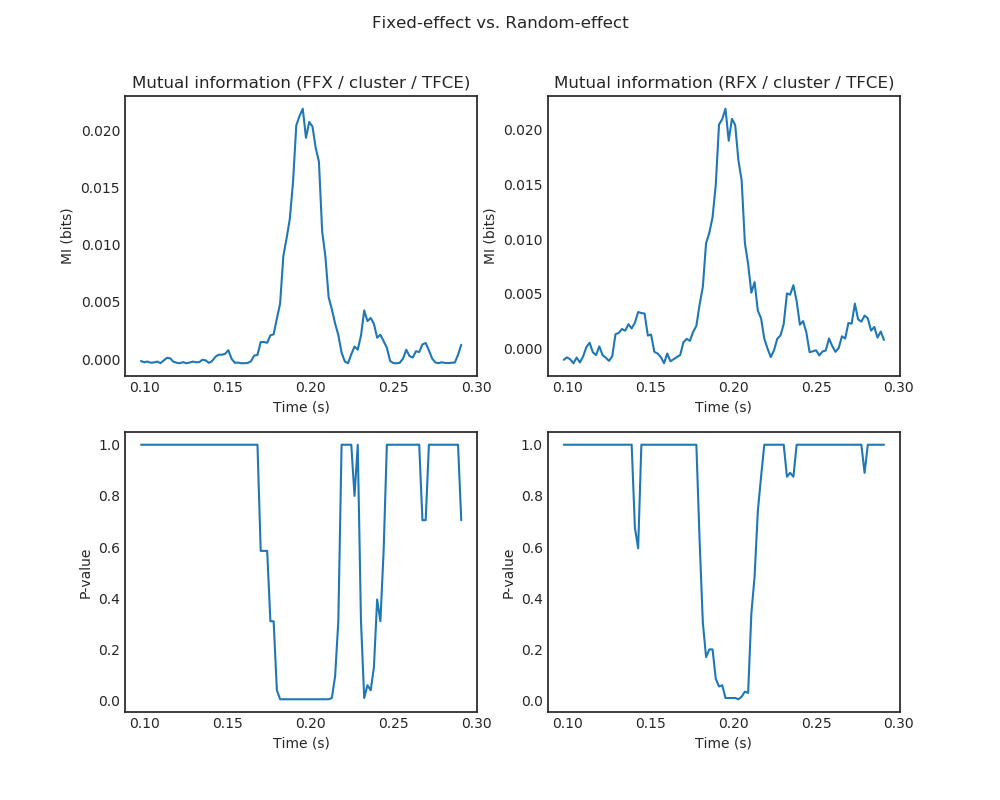 Fixed-effect vs. Random-effect
Mutual information (FFX / cluster / TFCE)
0.020
0.015
0.010
0.005
0.000
MI (bits)
0.10 0.15 0.20 0.25 0.30
Time (s)
Mutual information (RFX / cluster / TFCE)
0.020
0.015
0.010
0.005
0.000
MI (bits)
0.10 0.15 0.20 0.25 0.30
Time (s)
1.0
0.8
0.6
0.4
0.2
0.0
P-value
0.10 0.15 0.20 0.25 0.30
Time (s)
1.0
0.8
0.6
0.4
0.2
0.0
P-value
0.10 0.15 0.20 0.25 0.30
Time (s)